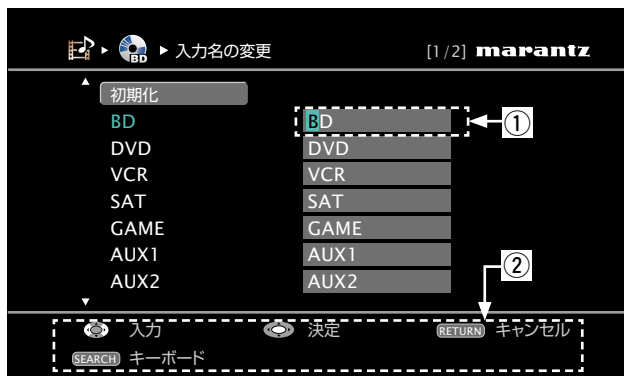 BD ▸ 入力名の変更 [1/2] marantz
初期化
BD BD ①
DVD DVD
VCR VCR
SAT SAT
GAME GAME
AUX1 AUX1
AUX2 AUX2
②
入力 決定 RETURN キャンセル
SEARCH キーボード